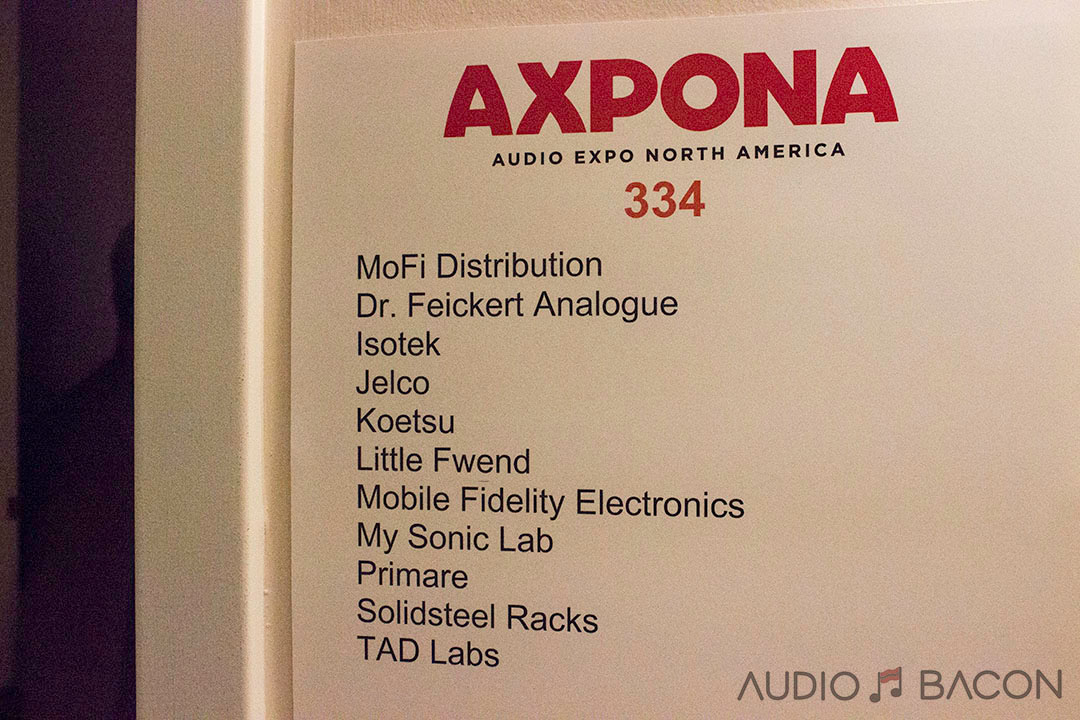 AXPONA
AUDIO EXPO NORTH AMERICA
334
MoFi Distribution
Dr. Feickert Analogue
Isotek
Jelco
Koetsu
Little Fwend
Mobile Fidelity Electronics
My Sonic Lab
Primare
Solidsteel Racks
TAD Labs
AUDIO BACON